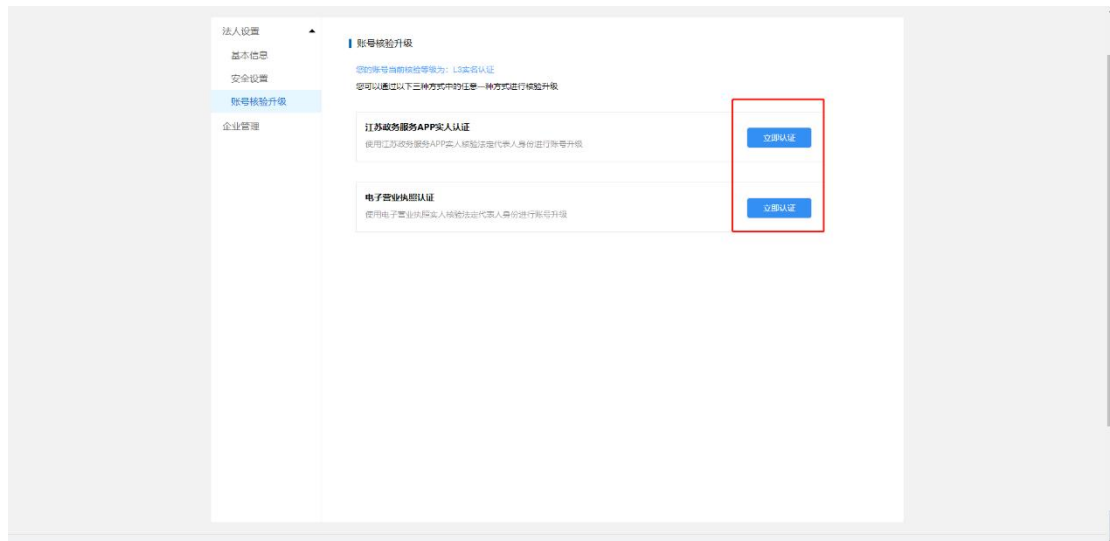 法人设置
基本信息
安全设置
账号核验升级
企业管理
账号核验升级
您的账号当前核验等级为：L3实名认证
您可以通过以下三种方式中的任意一种方式进行核验升级
江苏政务服务APP实人认证
使用江苏政务服务APP实人核验法定代表人身份进行账号升级
立即认证
电子营业执照认证
使用电子营业执照实人核验法定代表人身份进行账号升级
立即认证